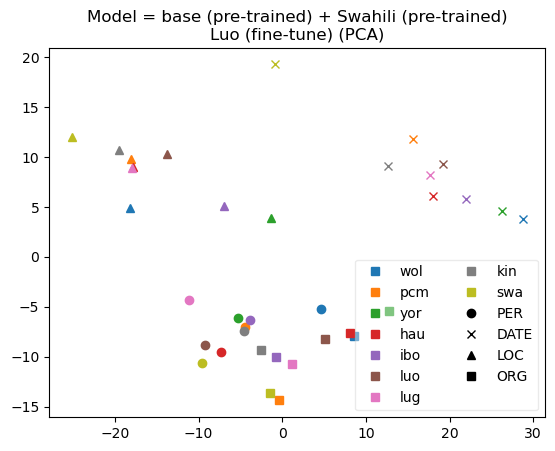 Model = base (pre-trained) + Swahili (pre-trained)
Luo (fine-tune) (PCA)
20
15
10
5
0
−5
−10
−15
−20
−10
0
10
20
30
wol
pcm
yor
hau
ibo
luo
lug
kin
swa
PER
DATE
LOC
ORG